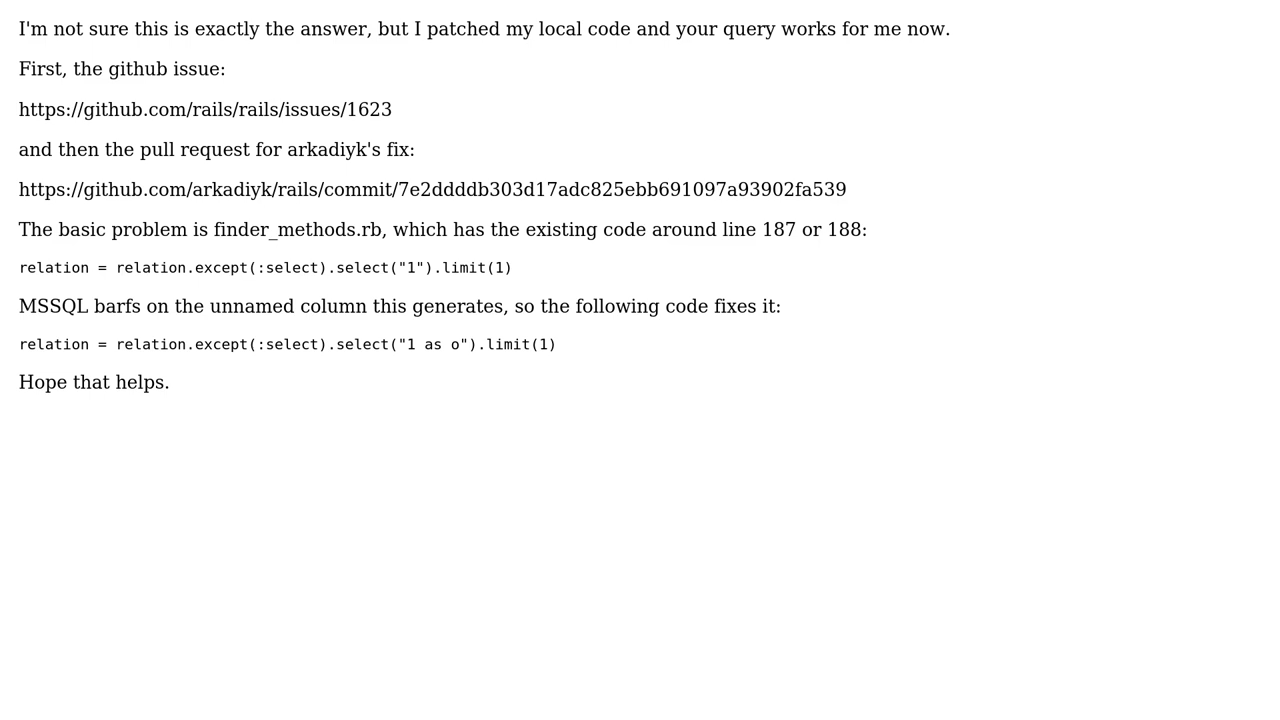 I'm not sure this is exactly the answer, but I patched my local code and your query works for me now.
First, the github issue:
https://github.com/rails/rails/issues/1623
and then the pull request for arkadiyk's fix:
https://github.com/arkadiyk/rails/commit/7e2ddddb303d17adc825ebb691097a93902fa539
The basic problem is finder_methods.rb, which has the existing code around line 187 or 188:
relation = relation.except(:select).select("1").limit(1)
MSSQL barfs on the unnamed column this generates, so the following code fixes it:
relation = relation.except(:select).select("1 as o").limit(1)
Hope that helps.